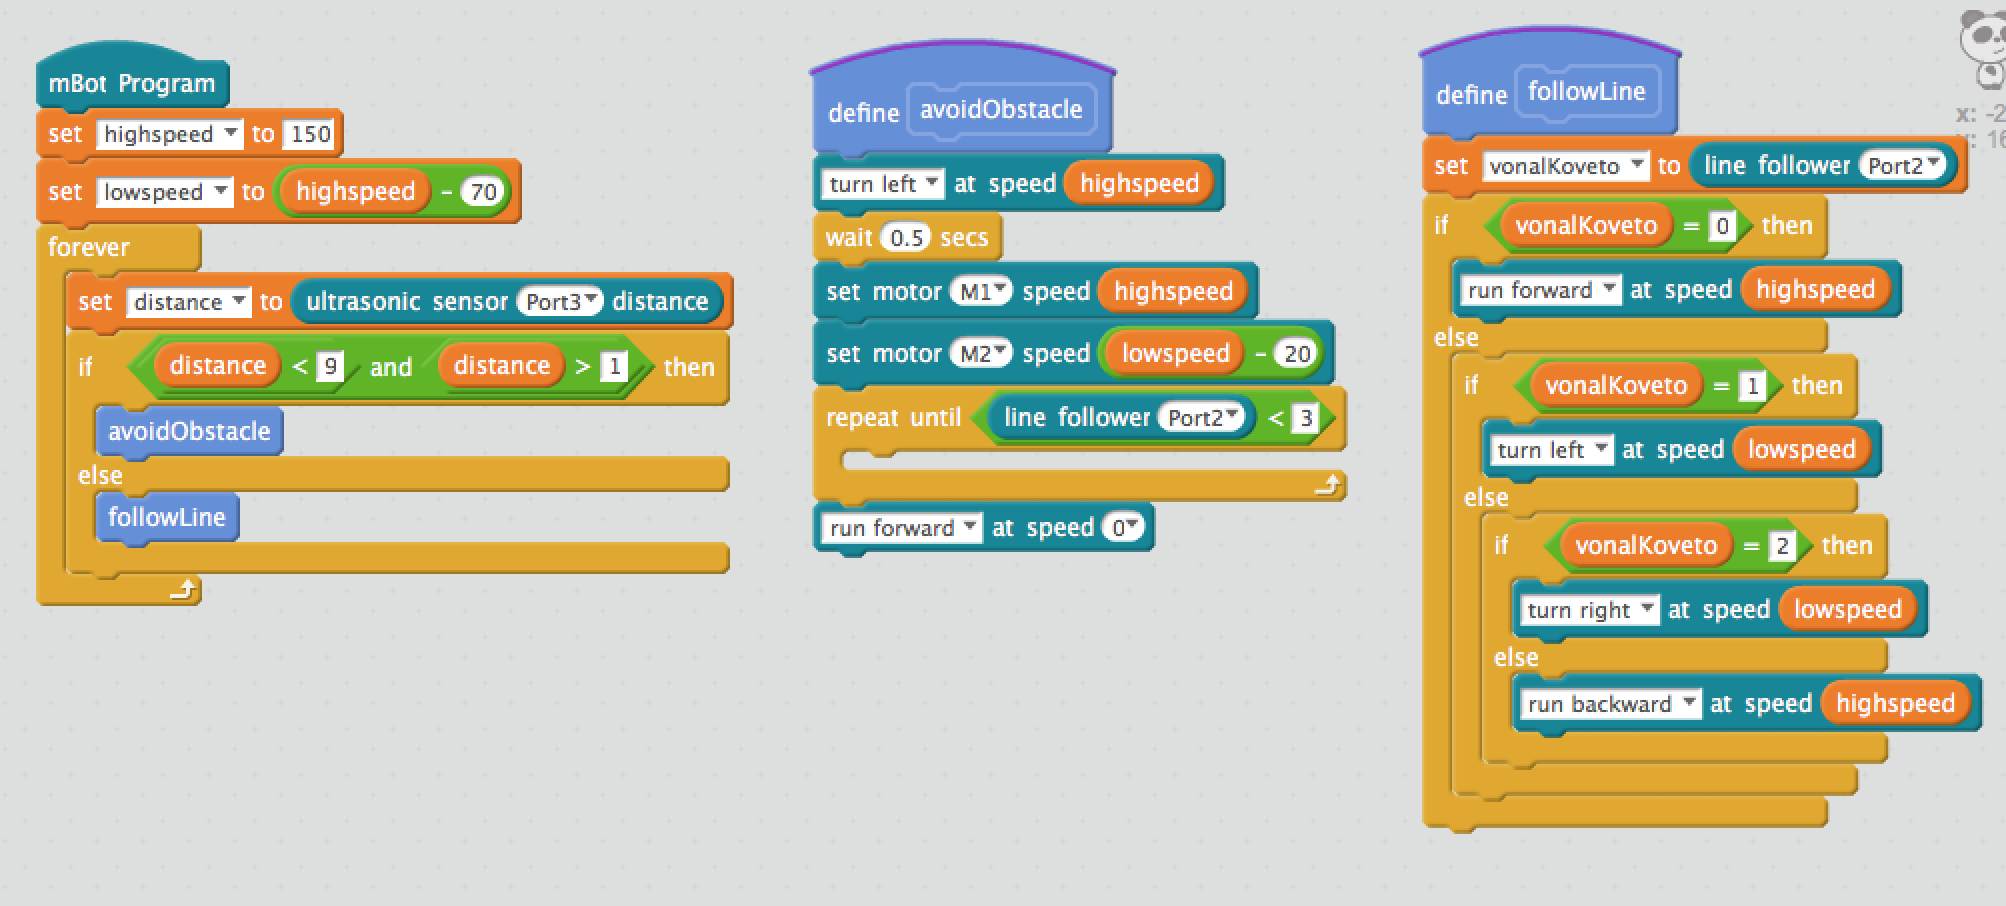 mBot Program
set highspeed to 150
set lowspeed to highspeed - 70
forever
set distance to ultrasonic sensor Port3 distance
if distance < 9 and distance > 1 then
avoidObstacle
else
followLine
define avoidObstacle
turn left at speed highspeed
wait 0.5 secs
set motor M1 speed highspeed
set motor M2 speed lowspeed - 20
repeat until line follower Port2 < 3
run forward at speed 0
define followLine
set vonalKoveto to line follower Port2
if vonalKoveto = 0 then
run forward at speed highspeed
else
if vonalKoveto = 1 then
turn left at speed lowspeed
else
if vonalKoveto = 2 then
turn right at speed lowspeed
else
run backward at speed highspeed
x: -2
: 16